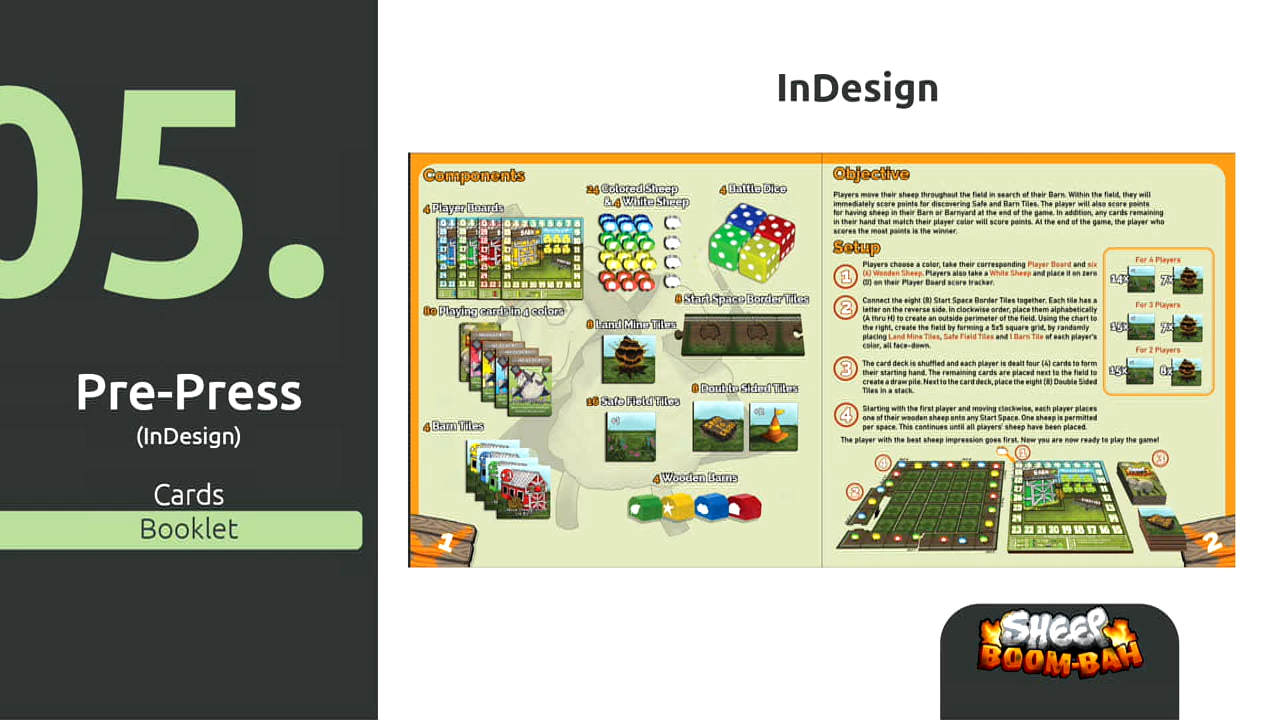 05.
Pre-Press
(InDesign)
Cards
Booklet
InDesign
Components
4 Player Boards
24 Colored Sheep
& 4 White Sheep
4 Battle Dice
80 Playing cards in 4 colors
8 Start Space Border Tiles
8 Land Mine Tiles
16 Safe Field Tiles
8 Double Sided Tiles
4 Barn Tiles
4 Wooden Barns
1
Objective
Players move their sheep throughout the field in search of their Barn. Within the field, they will
immediately score points for discovering Safe and Barn Tiles. The player will also score points
for having sheep in their Barn or Barnyard at the end of the game. In addition, any cards remaining
in their hand that match their player color will score points. At the end of the game, the player who
scores the most points is the winner.
Setup
1
Players choose a color, take their corresponding Player Board and six
(6) Wooden Sheep. Players also take a White Sheep and place it on zero
(0) on their Player Board score tracker.
2
Connect the eight (8) Start Space Border Tiles together. Each tile has a
letter on the reverse side. In clockwise order, place them alphabetically
(A thru H) to create an outside perimeter of the field. Using the chart to
the right, create the field by forming a 5x5 square grid, by randomly
placing Land Mine Tiles, Safe Field Tiles and 1 Barn Tile of each player's
color, all face-down.
3
The card deck is shuffled and each player is dealt four (4) cards to form
their starting hand. The remaining cards are placed next to the field to
create a draw pile. Next to the card deck, place the eight (8) Double Sided
Tiles in a stack.
4
Starting with the first player and moving clockwise, each player places
one of their wooden sheep onto any Start Space. One sheep is permitted
per space. This continues until all players' sheep have been placed.
The player with the best sheep impression goes first. Now you are now ready to play the game!
For 4 Players
14x 7x
For 3 Players
15x 7x
For 2 Players
15x 8x
4
1
3
2
2
SHEEP
BOOM-BAH